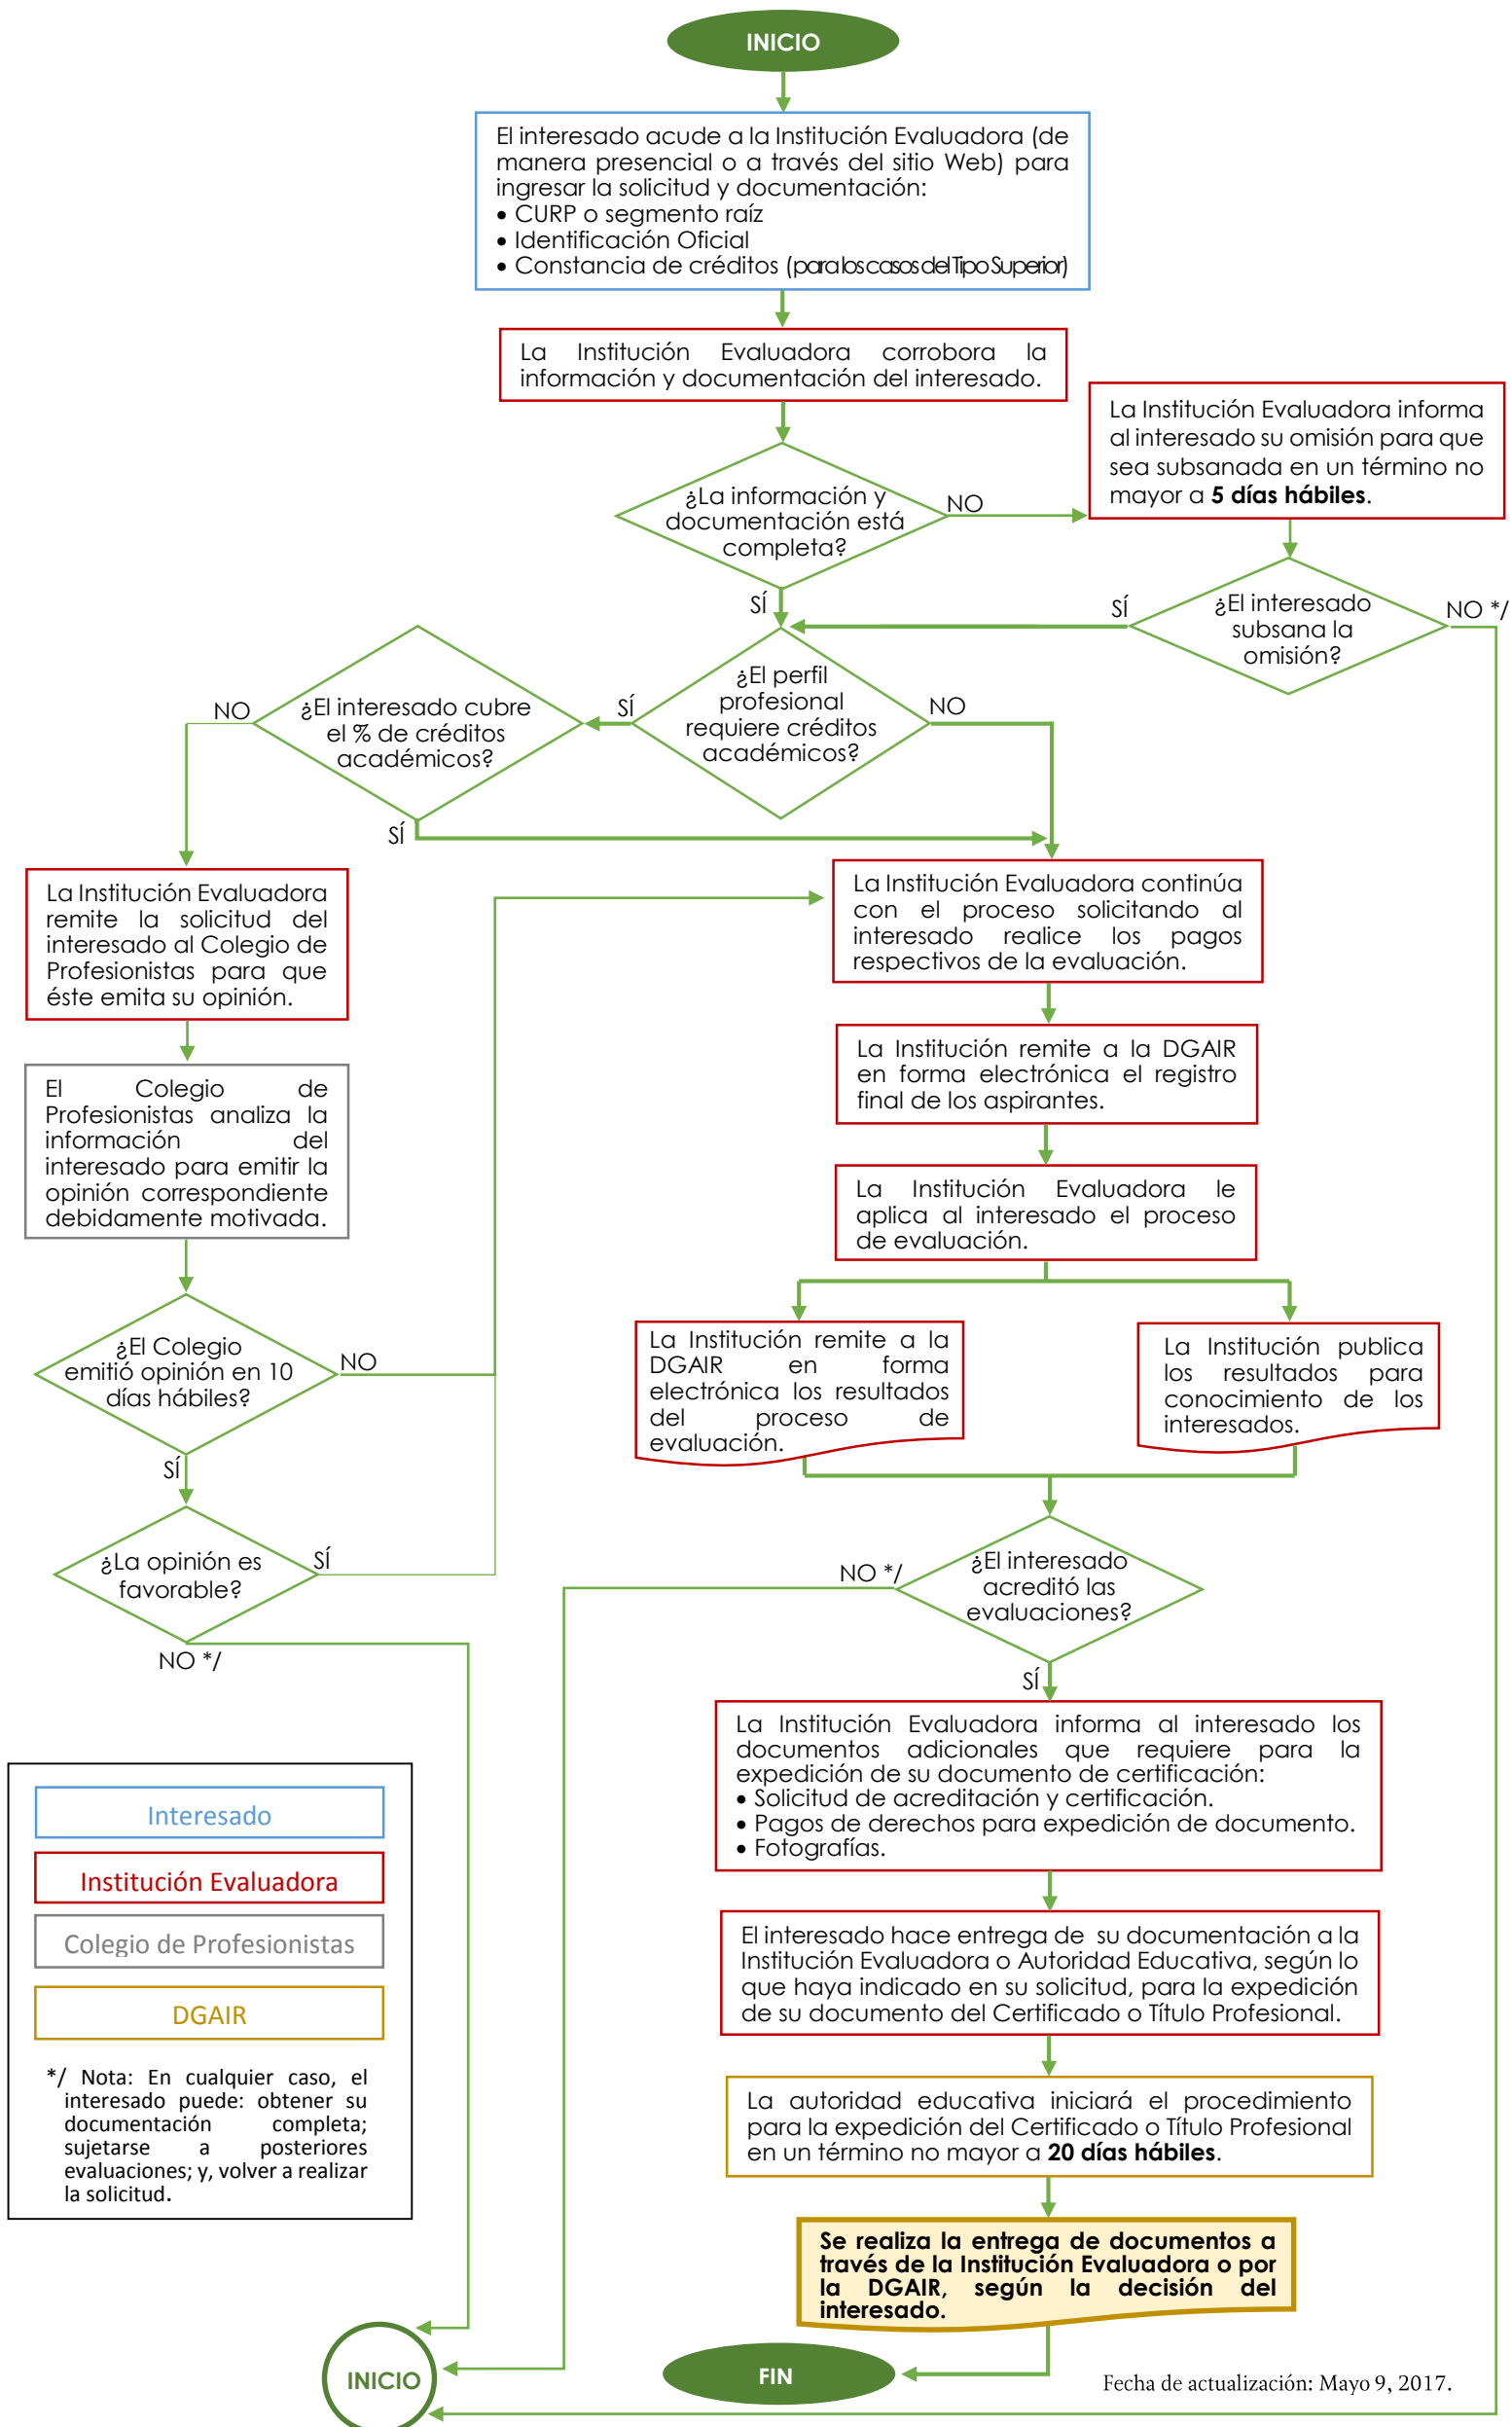 INICIO
El interesado acude a la Institución Evaluadora (de
manera presencial o a través del sitio Web) para
ingresar la solicitud y documentación:
• CURP o segmento raíz
• Identificación Oficial
• Constancia de créditos (para los casos del Tipo Superior)
La Institución Evaluadora corrobora la
información y documentación del interesado.
La Institución Evaluadora informa
al interesado su omisión para que
sea subsanada en un término no
mayor a 5 días hábiles.
¿La información y
documentación está
completa?
NO
SÍ
¿El interesado
subsana la
omisión?
SÍ
NO */
¿El perfil
profesional
requiere créditos
académicos?
SÍ
NO
¿El interesado cubre
el % de créditos
académicos?
NO
SÍ
La Institución Evaluadora
remite la solicitud del
interesado al Colegio de
Profesionistas para que
éste emita su opinión.
La Institución Evaluadora continúa
con el proceso solicitando al
interesado realice los pagos
respectivos de la evaluación.
El Colegio de
Profesionistas analiza la
información del
interesado para emitir la
opinión correspondiente
debidamente motivada.
La Institución remite a la DGAIR
en forma electrónica el registro
final de los aspirantes.
La Institución Evaluadora le
aplica al interesado el proceso
de evaluación.
¿El Colegio
emitió opinión en 10
días hábiles?
NO
SÍ
La Institución remite a la
DGAIR en forma
electrónica los resultados
del proceso de
evaluación.
La Institución publica
los resultados para
conocimiento de los
interesados.
¿La opinión es
favorable?
SÍ
NO */
¿El interesado
acreditó las
evaluaciones?
NO */
SÍ
La Institución Evaluadora informa al interesado los
documentos adicionales que requiere para la
expedición de su documento de certificación:
• Solicitud de acreditación y certificación.
• Pagos de derechos para expedición de documento.
• Fotografías.
Interesado
Institución Evaluadora
Colegio de Profesionistas
DGAIR
*/ Nota: En cualquier caso, el
interesado puede: obtener su
documentación completa;
sujetarse a posteriores
evaluaciones; y, volver a realizar
la solicitud.
El interesado hace entrega de su documentación a la
Institución Evaluadora o Autoridad Educativa, según lo
que haya indicado en su solicitud, para la expedición
de su documento del Certificado o Título Profesional.
La autoridad educativa iniciará el procedimiento
para la expedición del Certificado o Título Profesional
en un término no mayor a 20 días hábiles.
Se realiza la entrega de documentos a
través de la Institución Evaluadora o por
la DGAIR, según la decisión del
interesado.
INICIO
FIN
Fecha de actualización: Mayo 9, 2017.